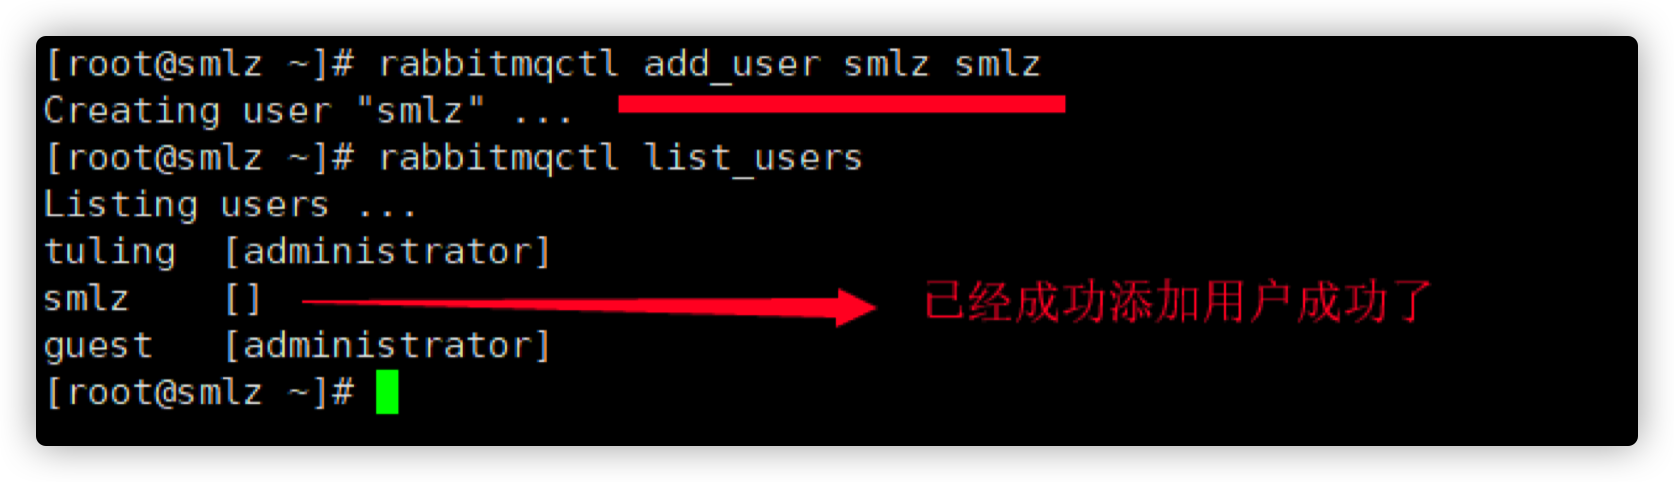 [root@smlz ~]# rabbitmqctl add_user smlz smlz
Creating user "smlz" ...
[root@smlz ~]# rabbitmqctl list_users
Listing users ...
tuling  [administrator]
smlz    []
已经成功添加用户成功了
guest   [administrator]
[root@smlz ~]#